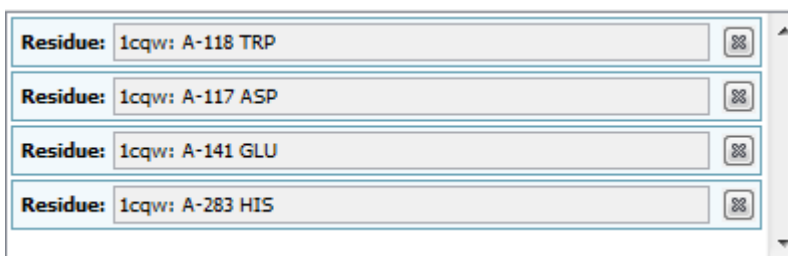 Residue: 1cqw: A-118 TRP
Residue: 1cqw: A-117 ASP
Residue: 1cqw: A-141 GLU
Residue: 1cqw: A-283 HIS